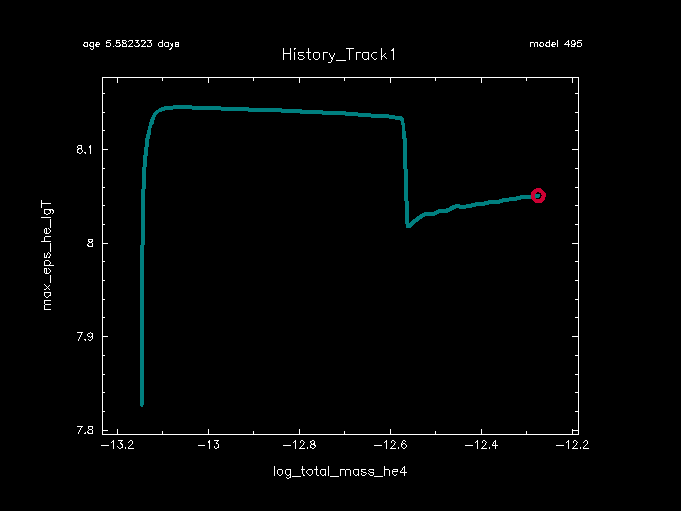 age 5.582323 days
model 495
History_Track1
8.1
8
7.9
7.8
max_eps_he_lgT
-13.2
-13
-12.8
-12.6
-12.4
-12.2
log_total_mass_he4